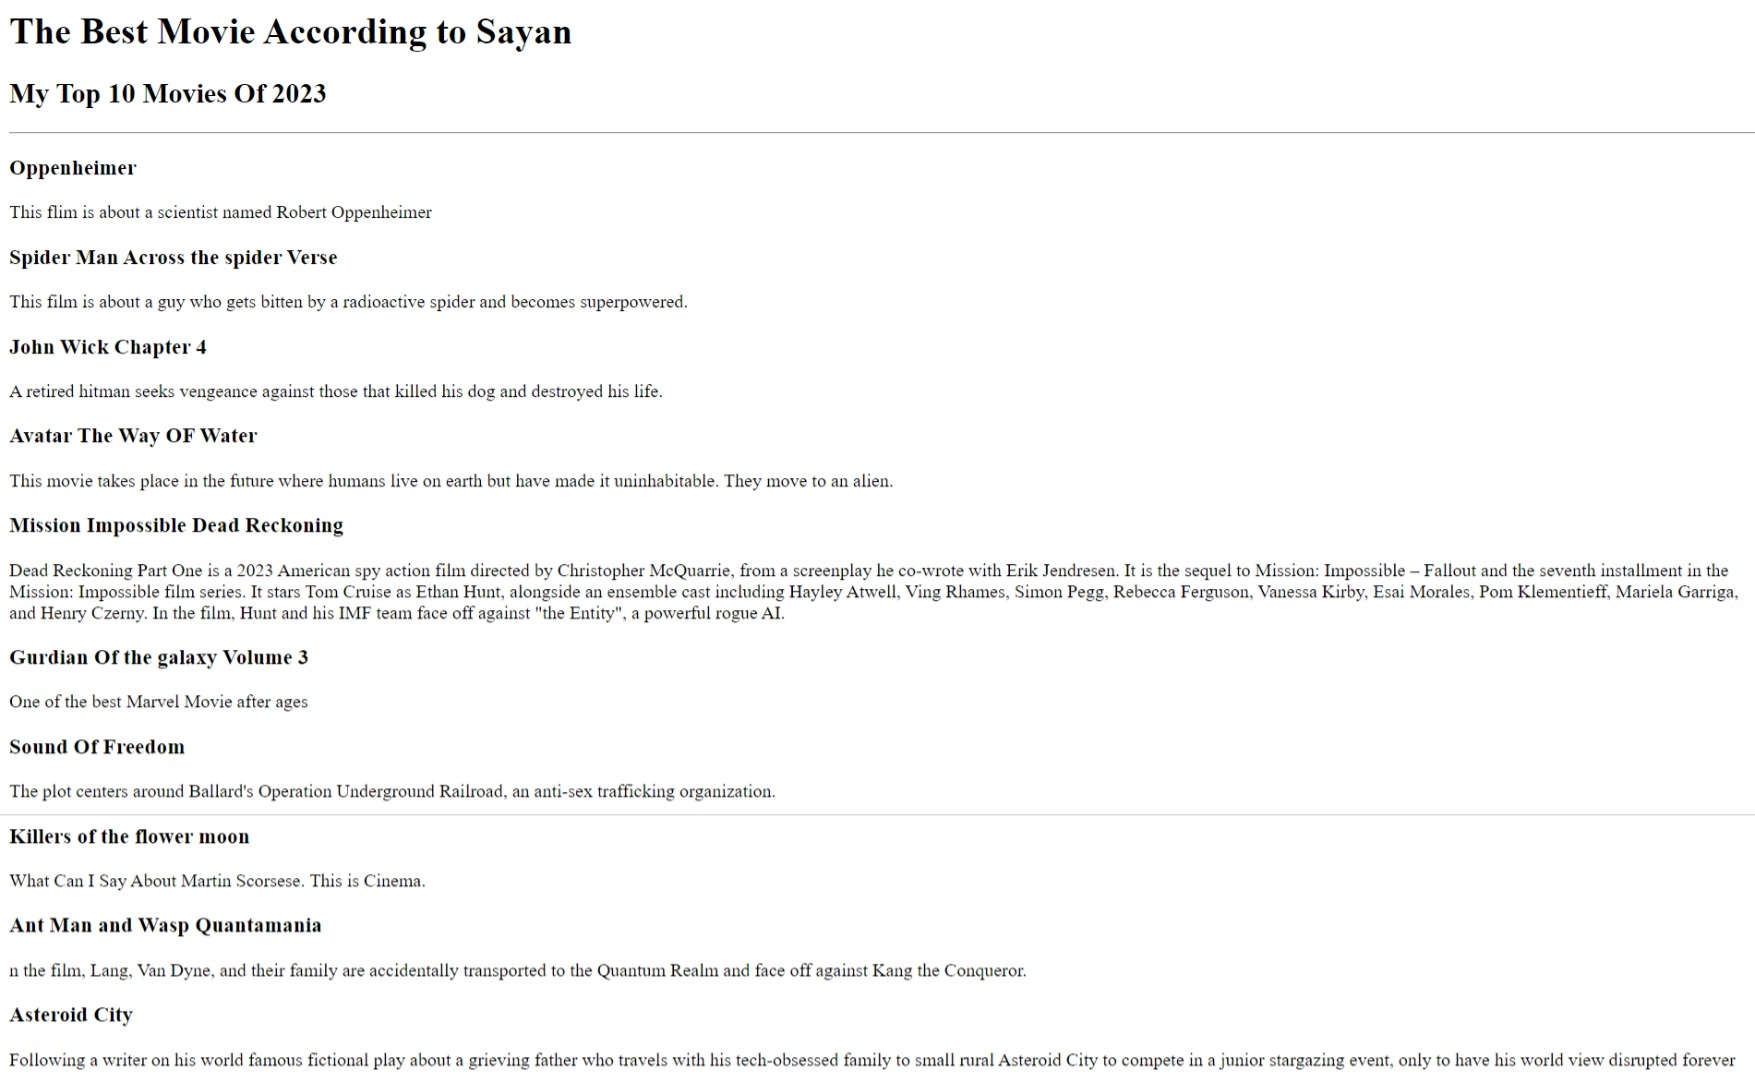 The Best Movie According to Sayan
My Top 10 Movies Of 2023
Oppenheimer
This flim is about a scientist named Robert Oppenheimer
Spider Man Across the spider Verse
This film is about a guy who gets bitten by a radioactive spider and becomes superpowered.
John Wick Chapter 4
A retired hitman seeks vengeance against those that killed his dog and destroyed his life.
Avatar The Way OF Water
This movie takes place in the future where humans live on earth but have made it uninhabitable. They move to an alien.
Mission Impossible Dead Reckoning
Dead Reckoning Part One is a 2023 American spy action film directed by Christopher McQuarrie, from a screenplay he co-wrote with Erik Jendresen. It is the sequel to Mission: Impossible – Fallout and the seventh installment in the
Mission: Impossible film series. It stars Tom Cruise as Ethan Hunt, alongside an ensemble cast including Hayley Atwell, Ving Rhames, Simon Pegg, Rebecca Ferguson, Vanessa Kirby, Esai Morales, Pom Klementieff, Mariela Garriga,
and Henry Czerny. In the film, Hunt and his IMF team face off against "the Entity", a powerful rogue AI.
Gurdian Of the galaxy Volume 3
One of the best Marvel Movie after ages
Sound Of Freedom
The plot centers around Ballard's Operation Underground Railroad, an anti-sex trafficking organization.
Killers of the flower moon
What Can I Say About Martin Scorsese. This is Cinema.
Ant Man and Wasp Quantamania
n the film, Lang, Van Dyne, and their family are accidentally transported to the Quantum Realm and face off against Kang the Conqueror.
Asteroid City
Following a writer on his world famous fictional play about a grieving father who travels with his tech-obsessed family to small rural Asteroid City to compete in a junior stargazing event, only to have his world view disrupted forever